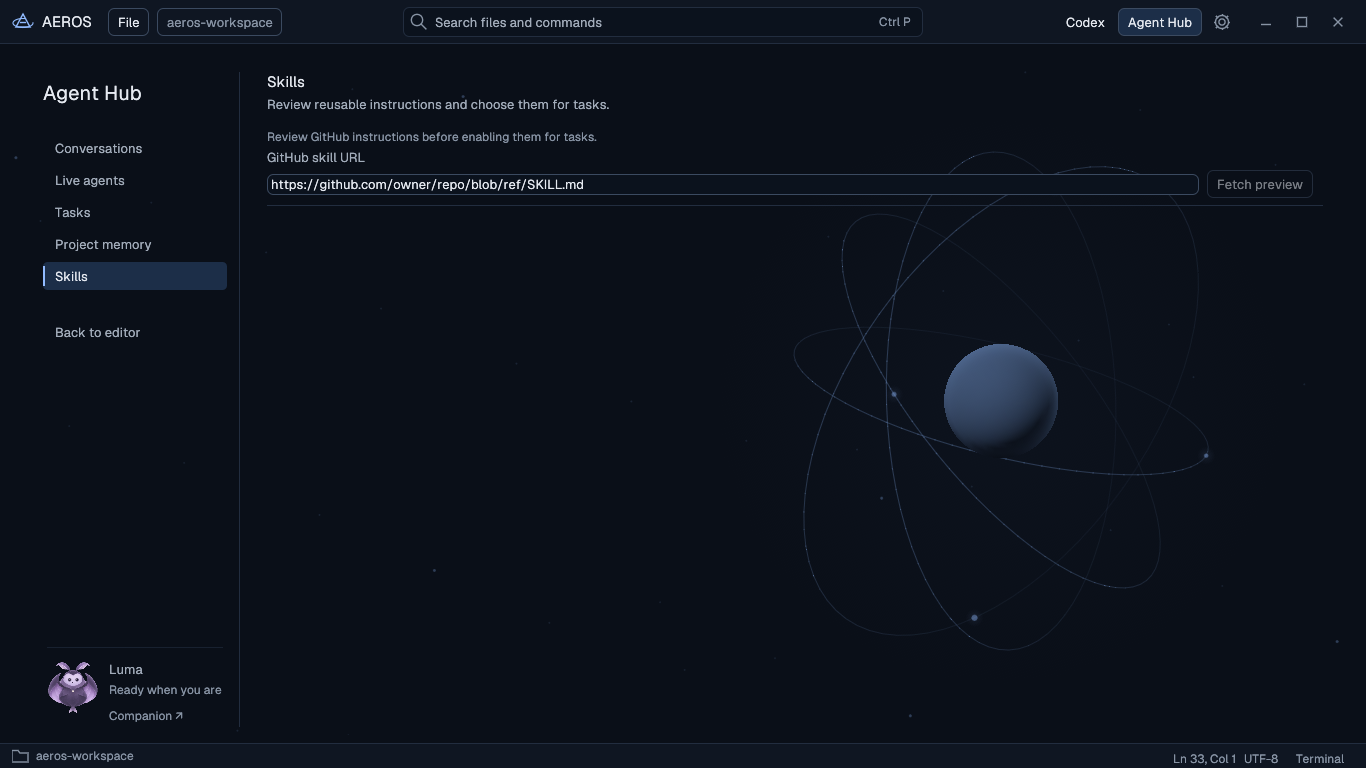 AEROS File aeros-workspace Search files and commands Ctrl P Codex Agent Hub
Agent Hub
Conversations
Live agents
Tasks
Project memory
Skills
Back to editor
Skills
Review reusable instructions and choose them for tasks.
Review GitHub instructions before enabling them for tasks.
GitHub skill URL
https://github.com/owner/repo/blob/ref/SKILL.md Fetch preview
Luma
Ready when you are
Companion ↗
aeros-workspace Ln 33, Col 1 UTF-8 Terminal